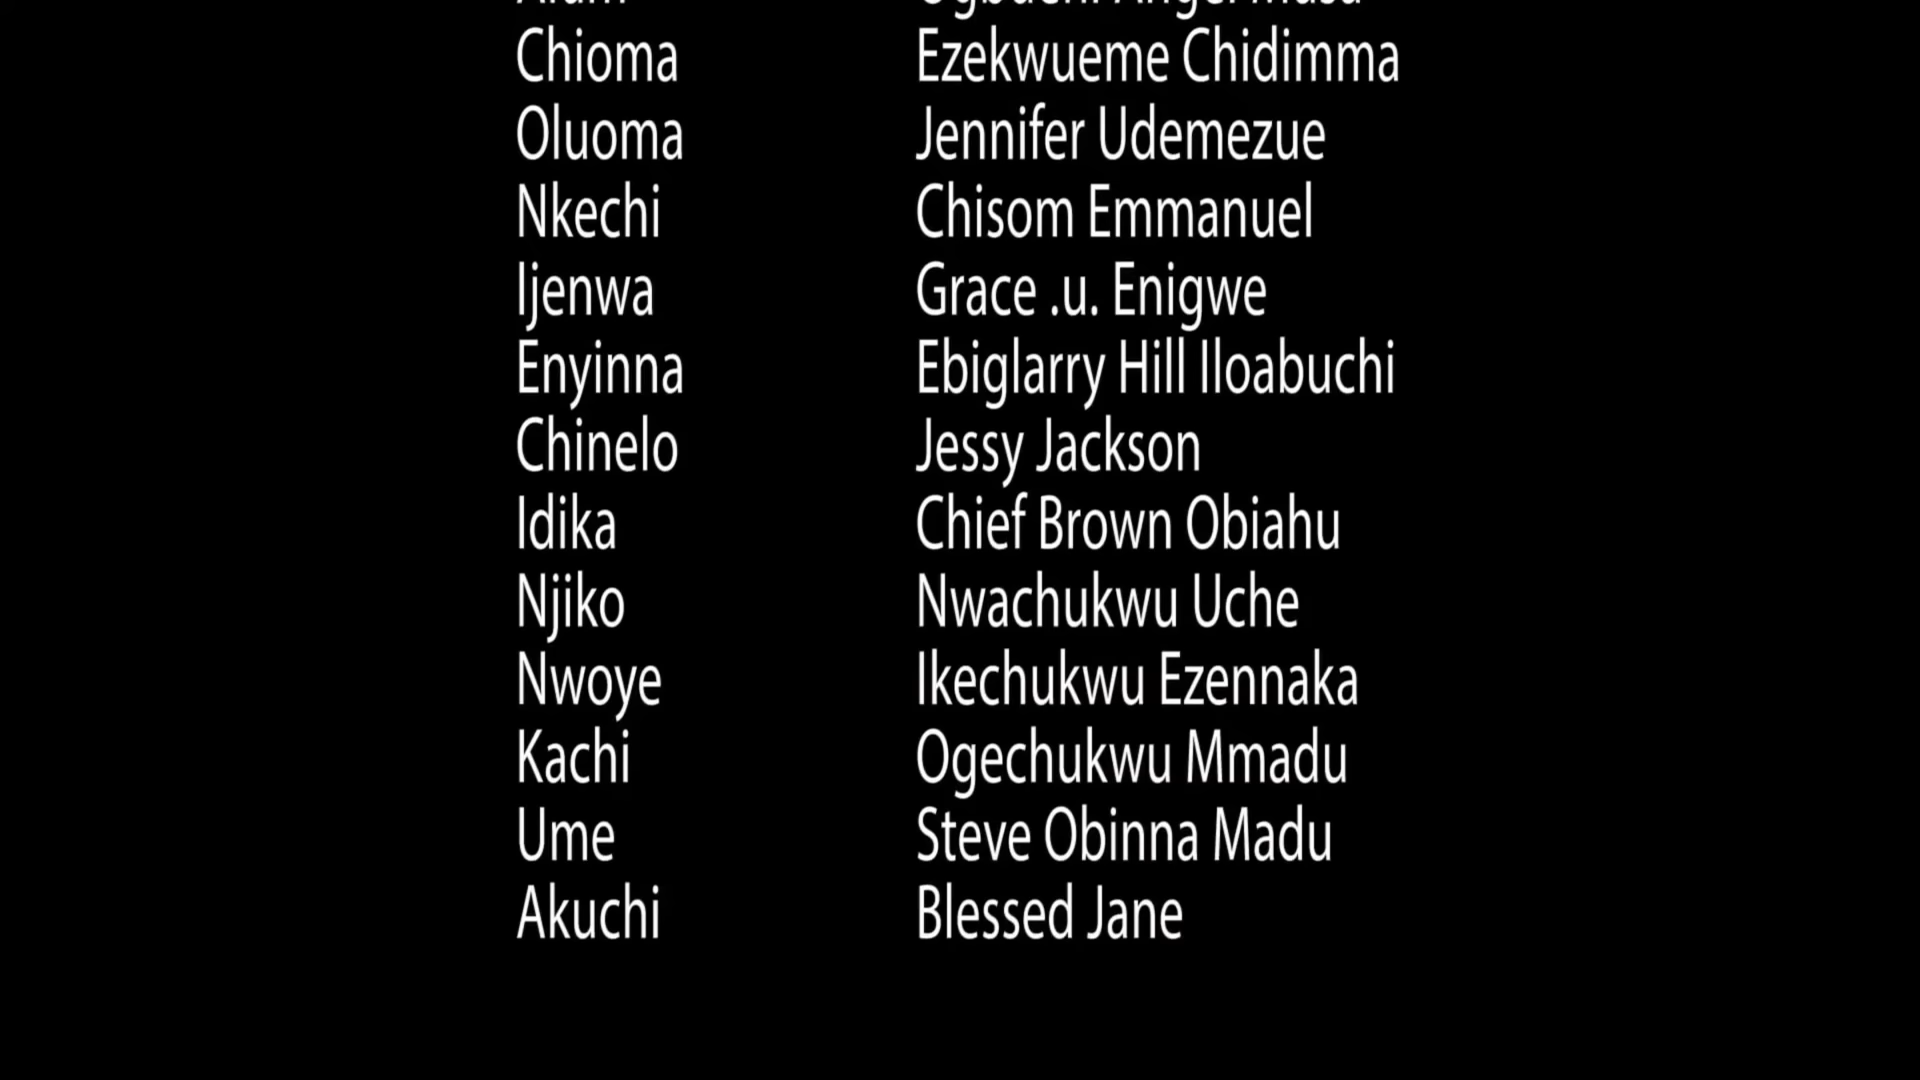 Chioma Ezekwueme Chidimma
Oluoma Jennifer Udemezue
Nkechi Chisom Emmanuel
Ijenwa Grace .u. Enigwe
Enyinna Ebiglarry Hill Iloabuchi
Chinelo Jessy Jackson
Idika Chief Brown Obiahu
Njiko Nwachukwu Uche
Nwoye Ikechukwu Ezennaka
Kachi Ogechukwu Mmadu
Ume Steve Obinna Madu
Akuchi Blessed Jane